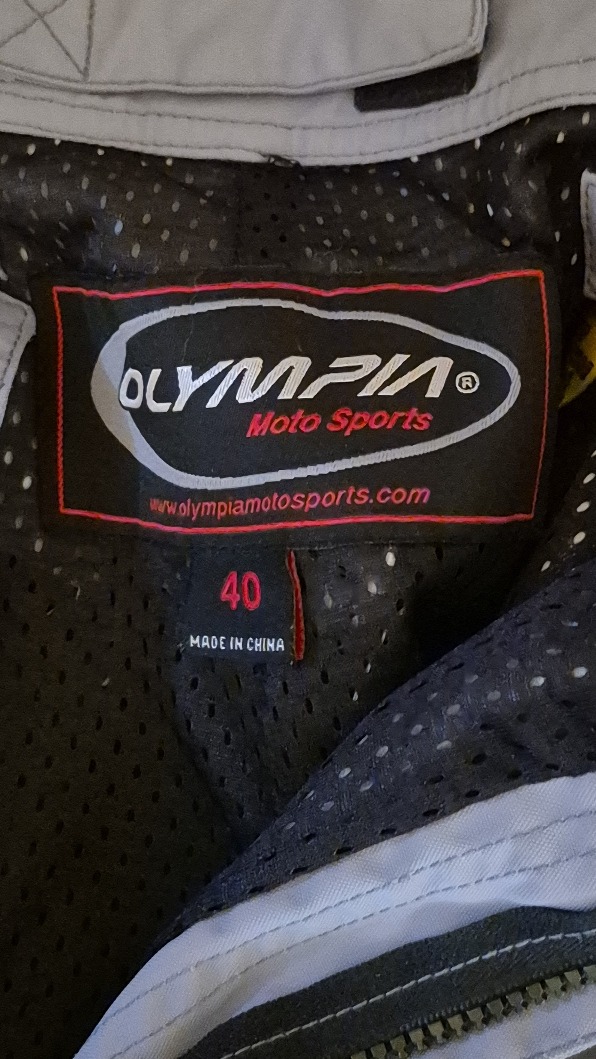 OLYMPIA®
Moto Sports
www.olympiamotosports.com
40
MADE IN CHINA